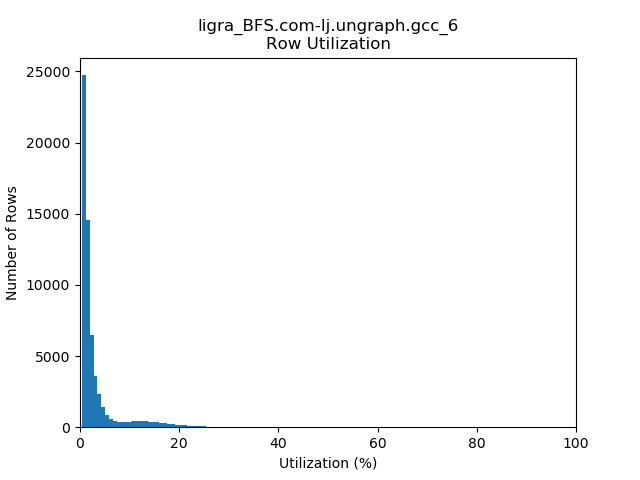 ligra_BFS.com-lj.ungraph.gcc_6
Row Utilization
25000
20000
15000
10000
5000
0
Number of Rows
0 20 40 60 80 100
Utilization (%)